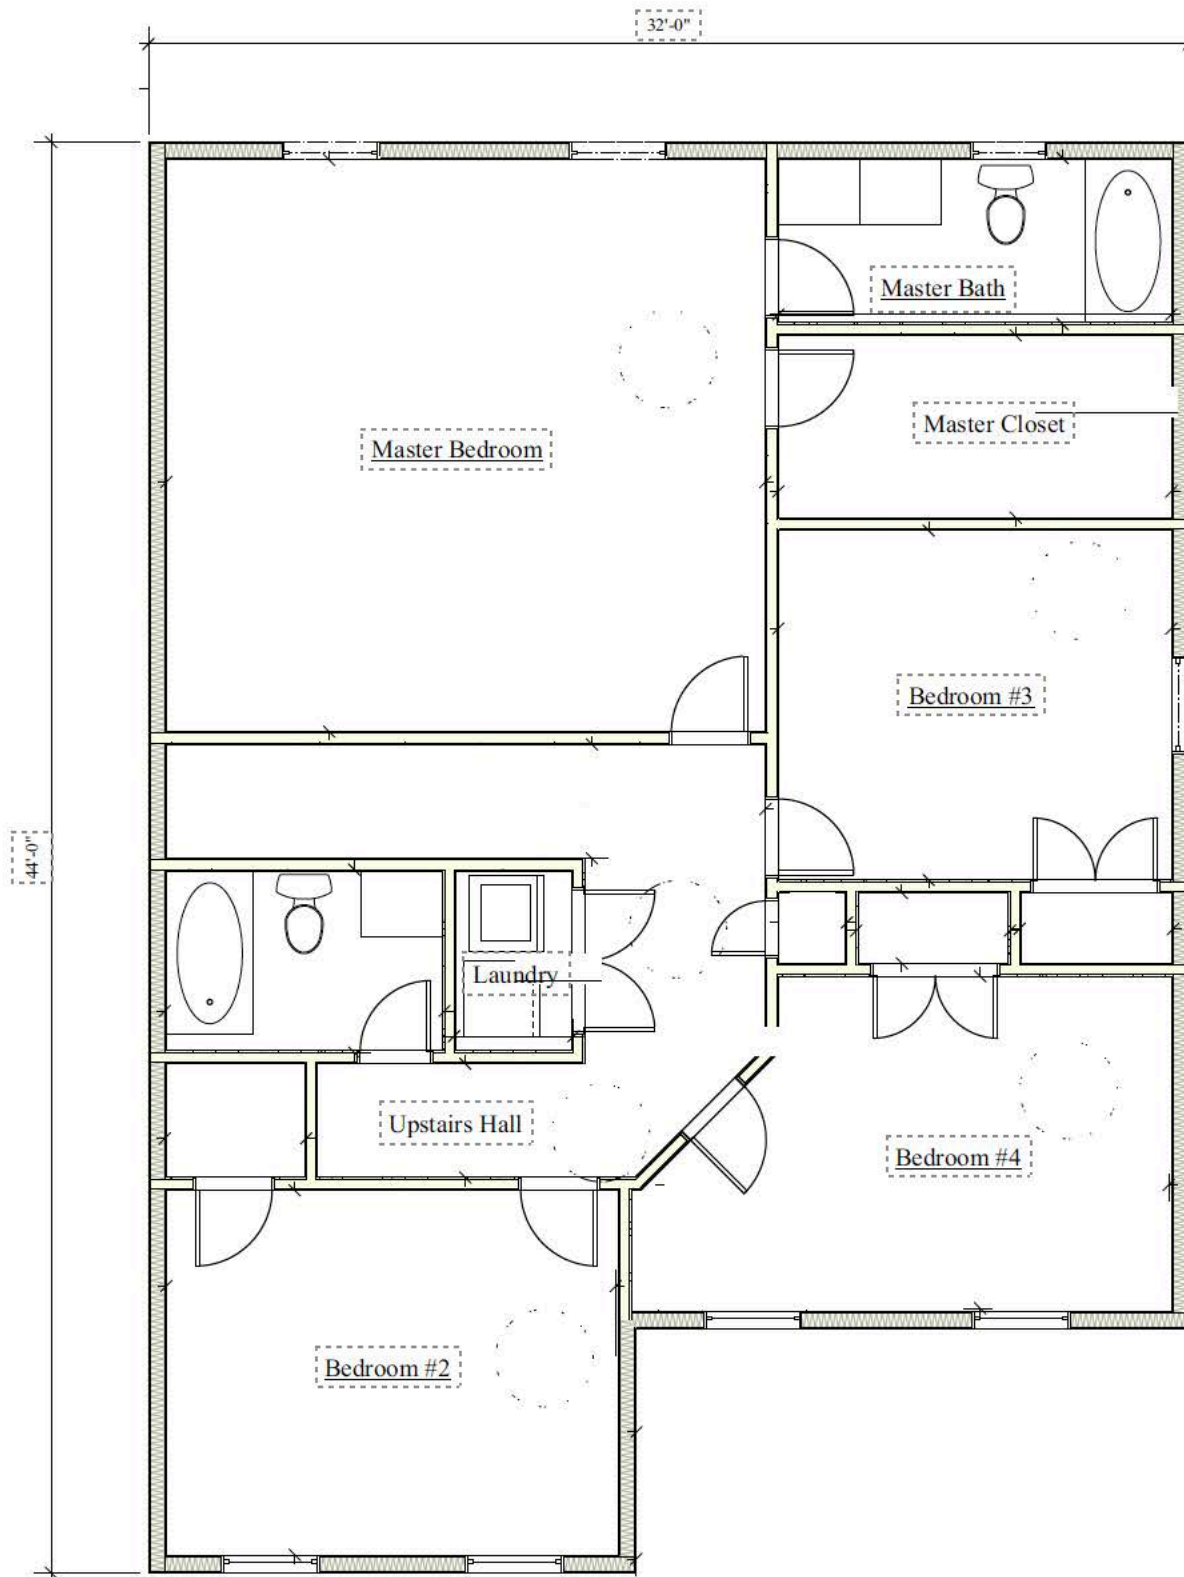 32'-0"
Master Bath
Master Closet
Master Bedroom
Bedroom #3
44'-0"
Laundry
Upstairs Hall
Bedroom #4
Bedroom #2